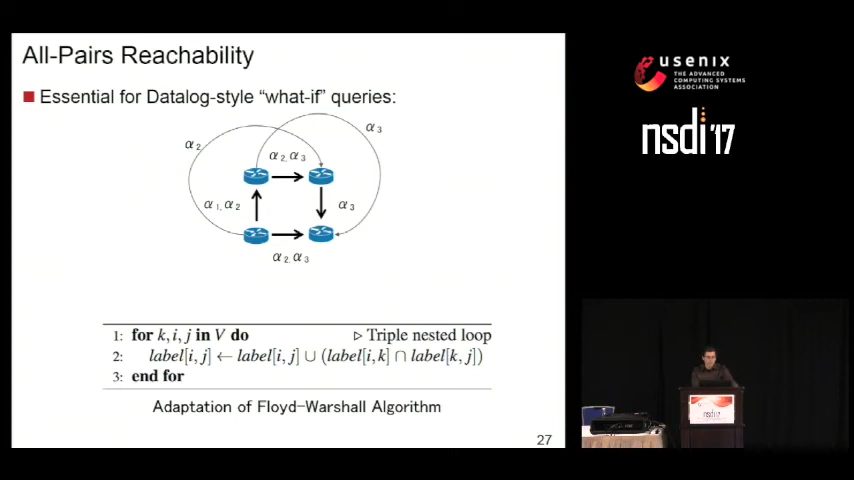 All-Pairs Reachability
Essential for Datalog-style "what-if" queries:
α2
α3
α2, α3
α1, α2
α3
α2, α3
1: for k, i, j in V do ▷ Triple nested loop
2: label[i, j] ← label[i, j] ∪ (label[i, k] ∩ label[k, j])
3: end for
Adaptation of Floyd-Warshall Algorithm
27
usenix
THE ADVANCED
COMPUTING SYSTEMS
ASSOCIATION
nsdi '17
nsdi